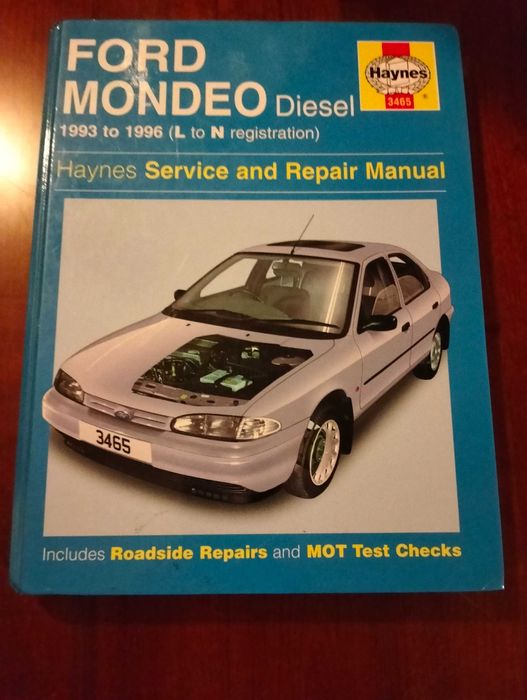 FORD
MONDEO Diesel
1993 to 1996 (L to N registration)
Haynes
3465
®
Haynes Service and Repair Manual
3465
Includes Roadside Repairs and MOT Test Checks